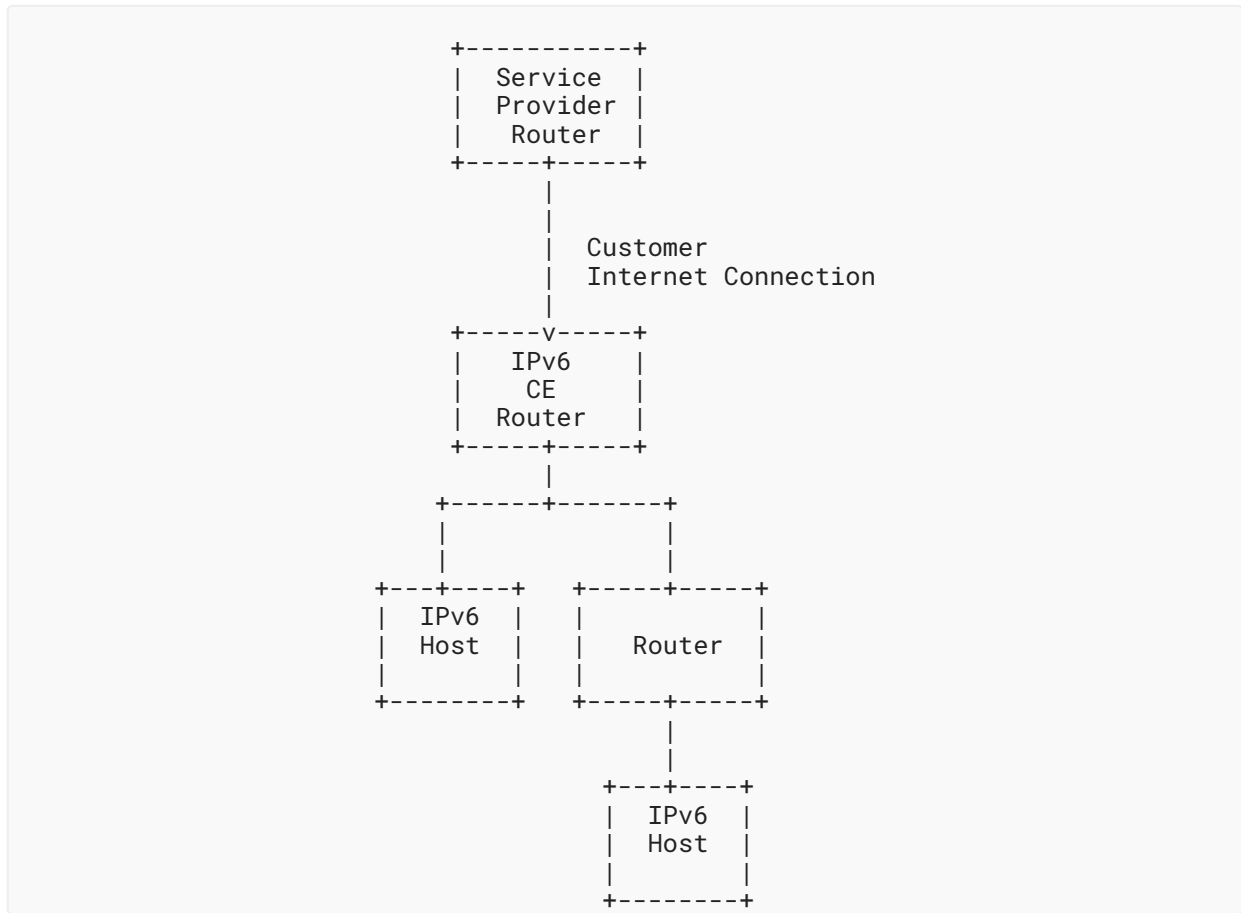 Service
Provider
Router
Customer
Internet Connection
IPv6
CE
Router
IPv6
Host
Router
IPv6
Host